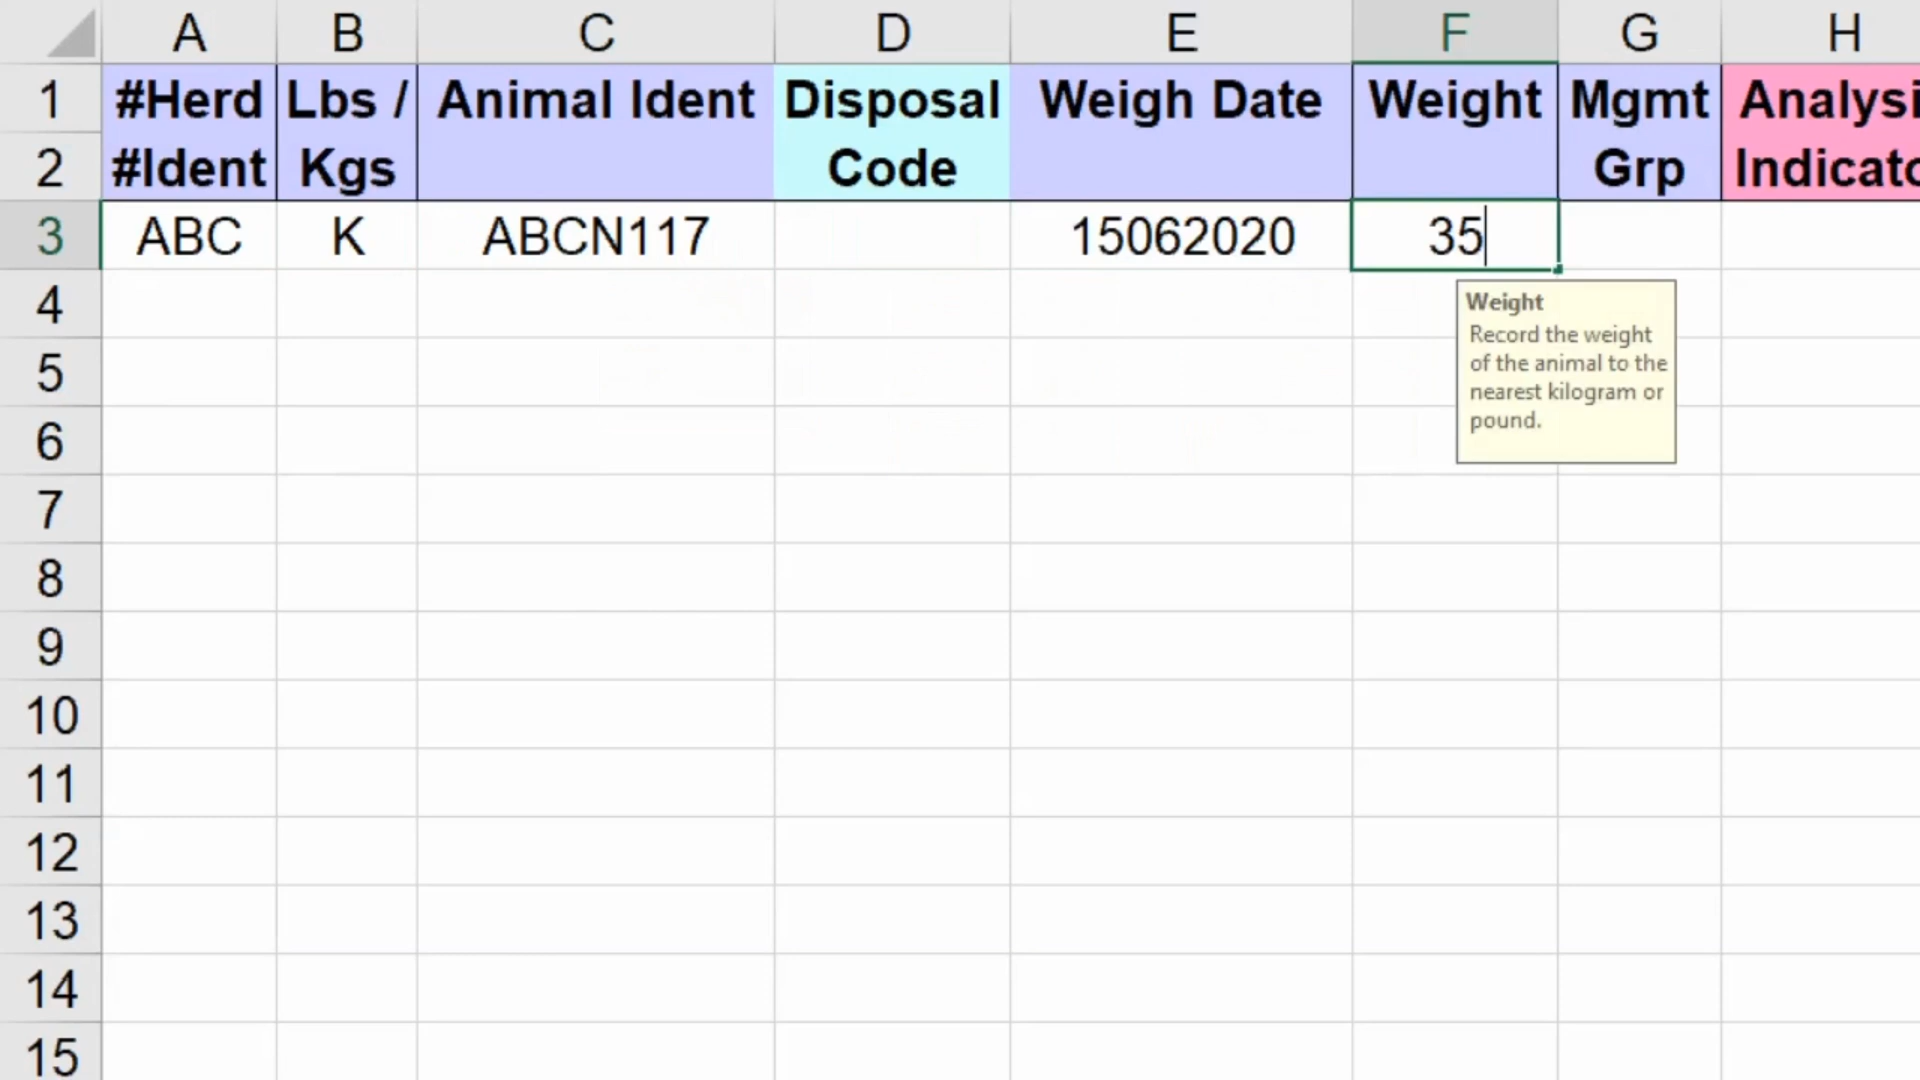 A B C D E F G H
1 #Herd Lbs / Animal Ident Disposal Weigh Date Weight Mgmt Analysi
2 #Ident Kgs Code Grp Indicato
3 ABC K ABCN117 15062020 35
Weight
Record the weight
of the animal to the
nearest kilogram or
pound.
4
5
6
7
8
9
10
11
12
13
14
15